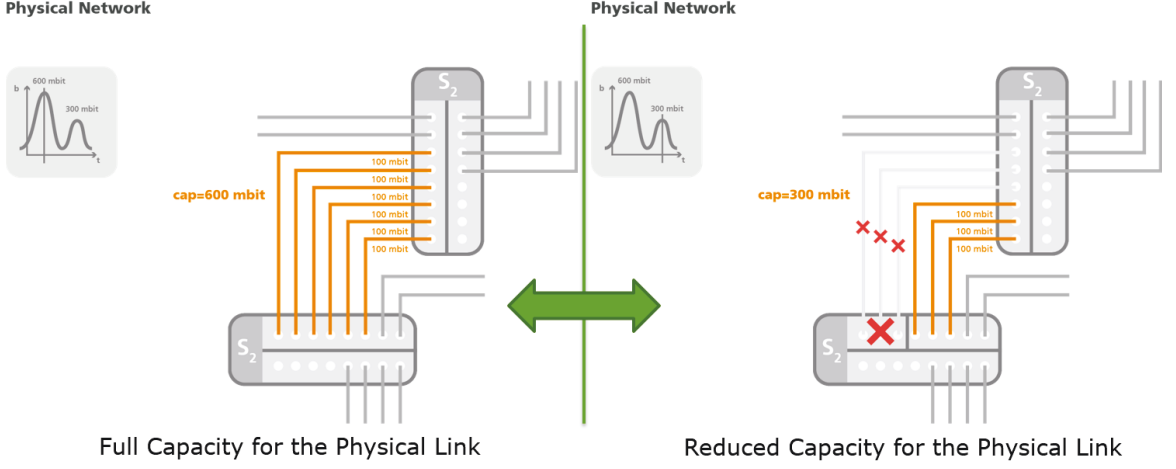 Physical Network
600 mbit
b
300 mbit
t
S2
100 mbit
100 mbit
cap=600 mbit
100 mbit
100 mbit
100 mbit
100 mbit
S2
Full Capacity for the Physical Link
Physical Network
600 mbit
b
300 mbit
t
S2
cap=300 mbit
100 mbit
100 mbit
100 mbit
S2
Reduced Capacity for the Physical Link